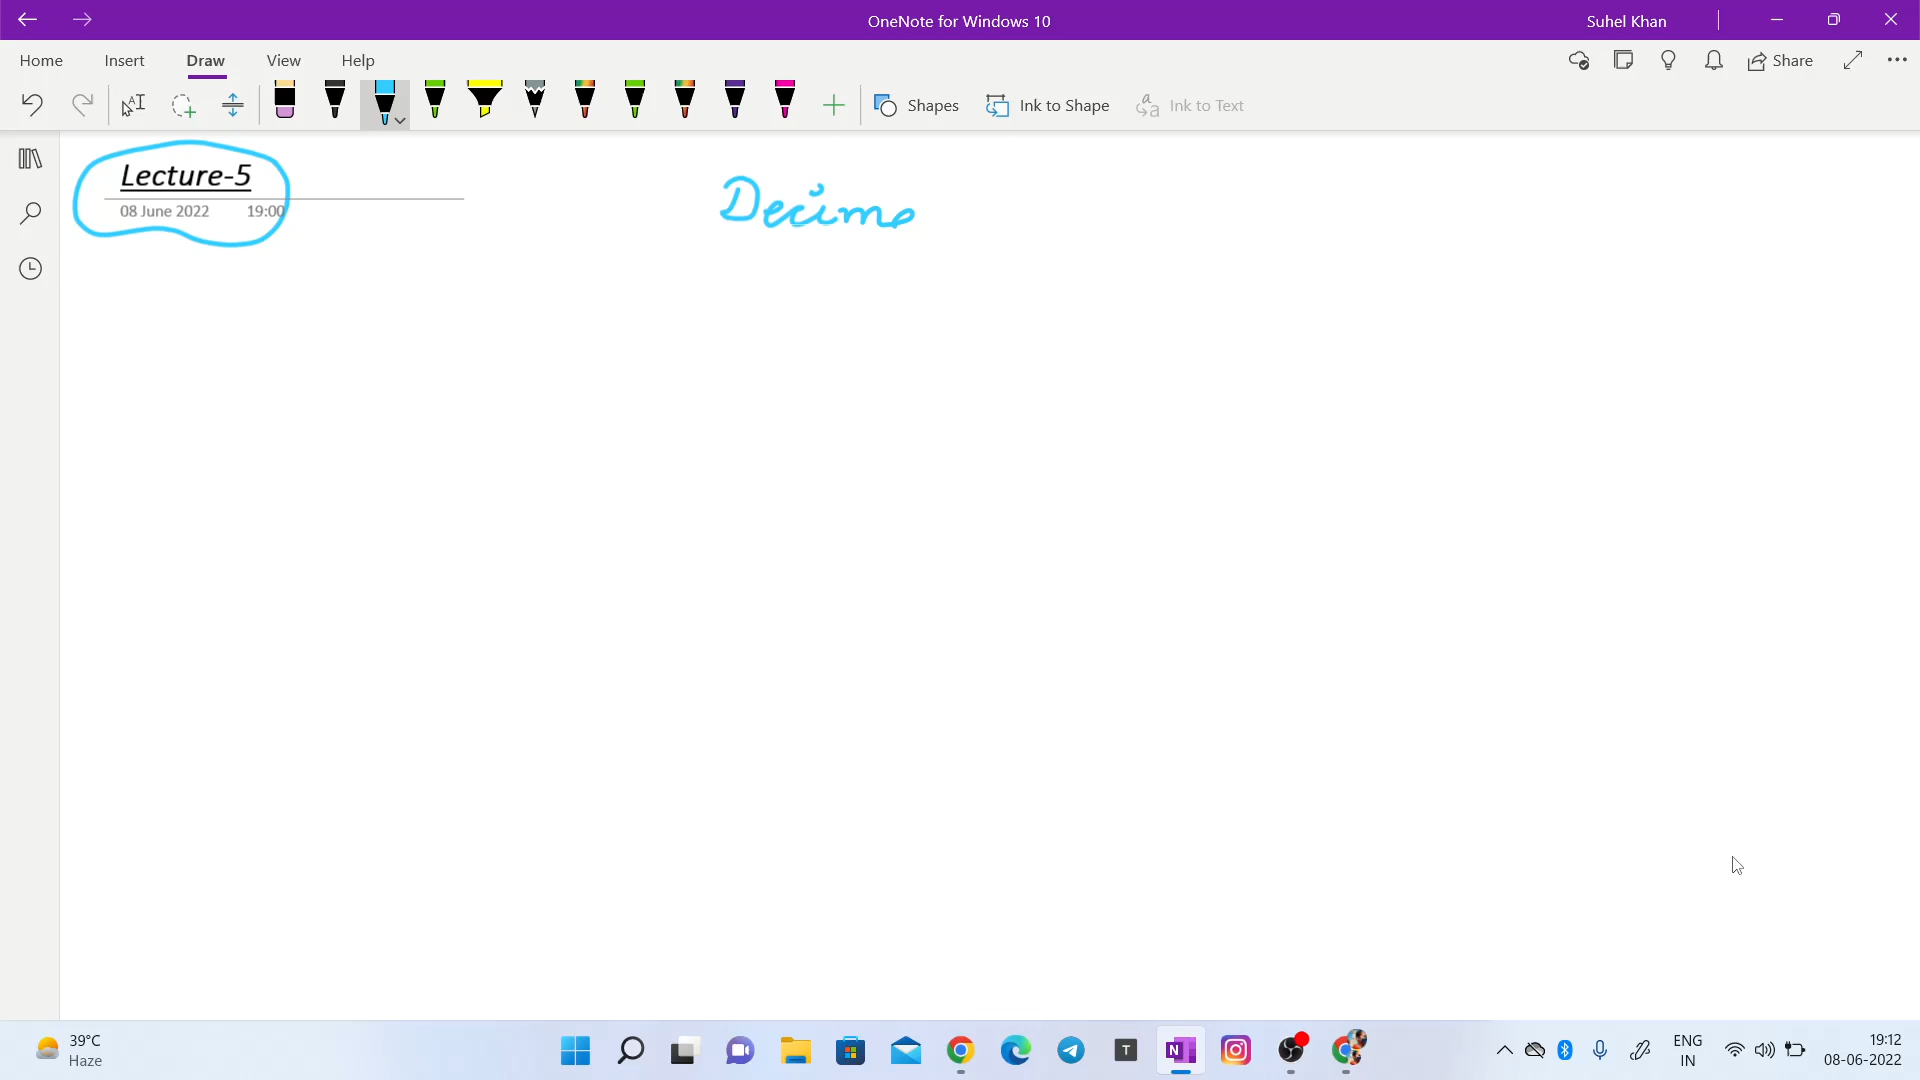 OneNote for Windows 10
Suhel Khan
Home Insert Draw View Help
Share
Shapes Ink to Shape Ink to Text
Lecture-5
08 June 2022 19:00
Decima
39°C
Haze
ENG
IN
19:12
08-06-2022